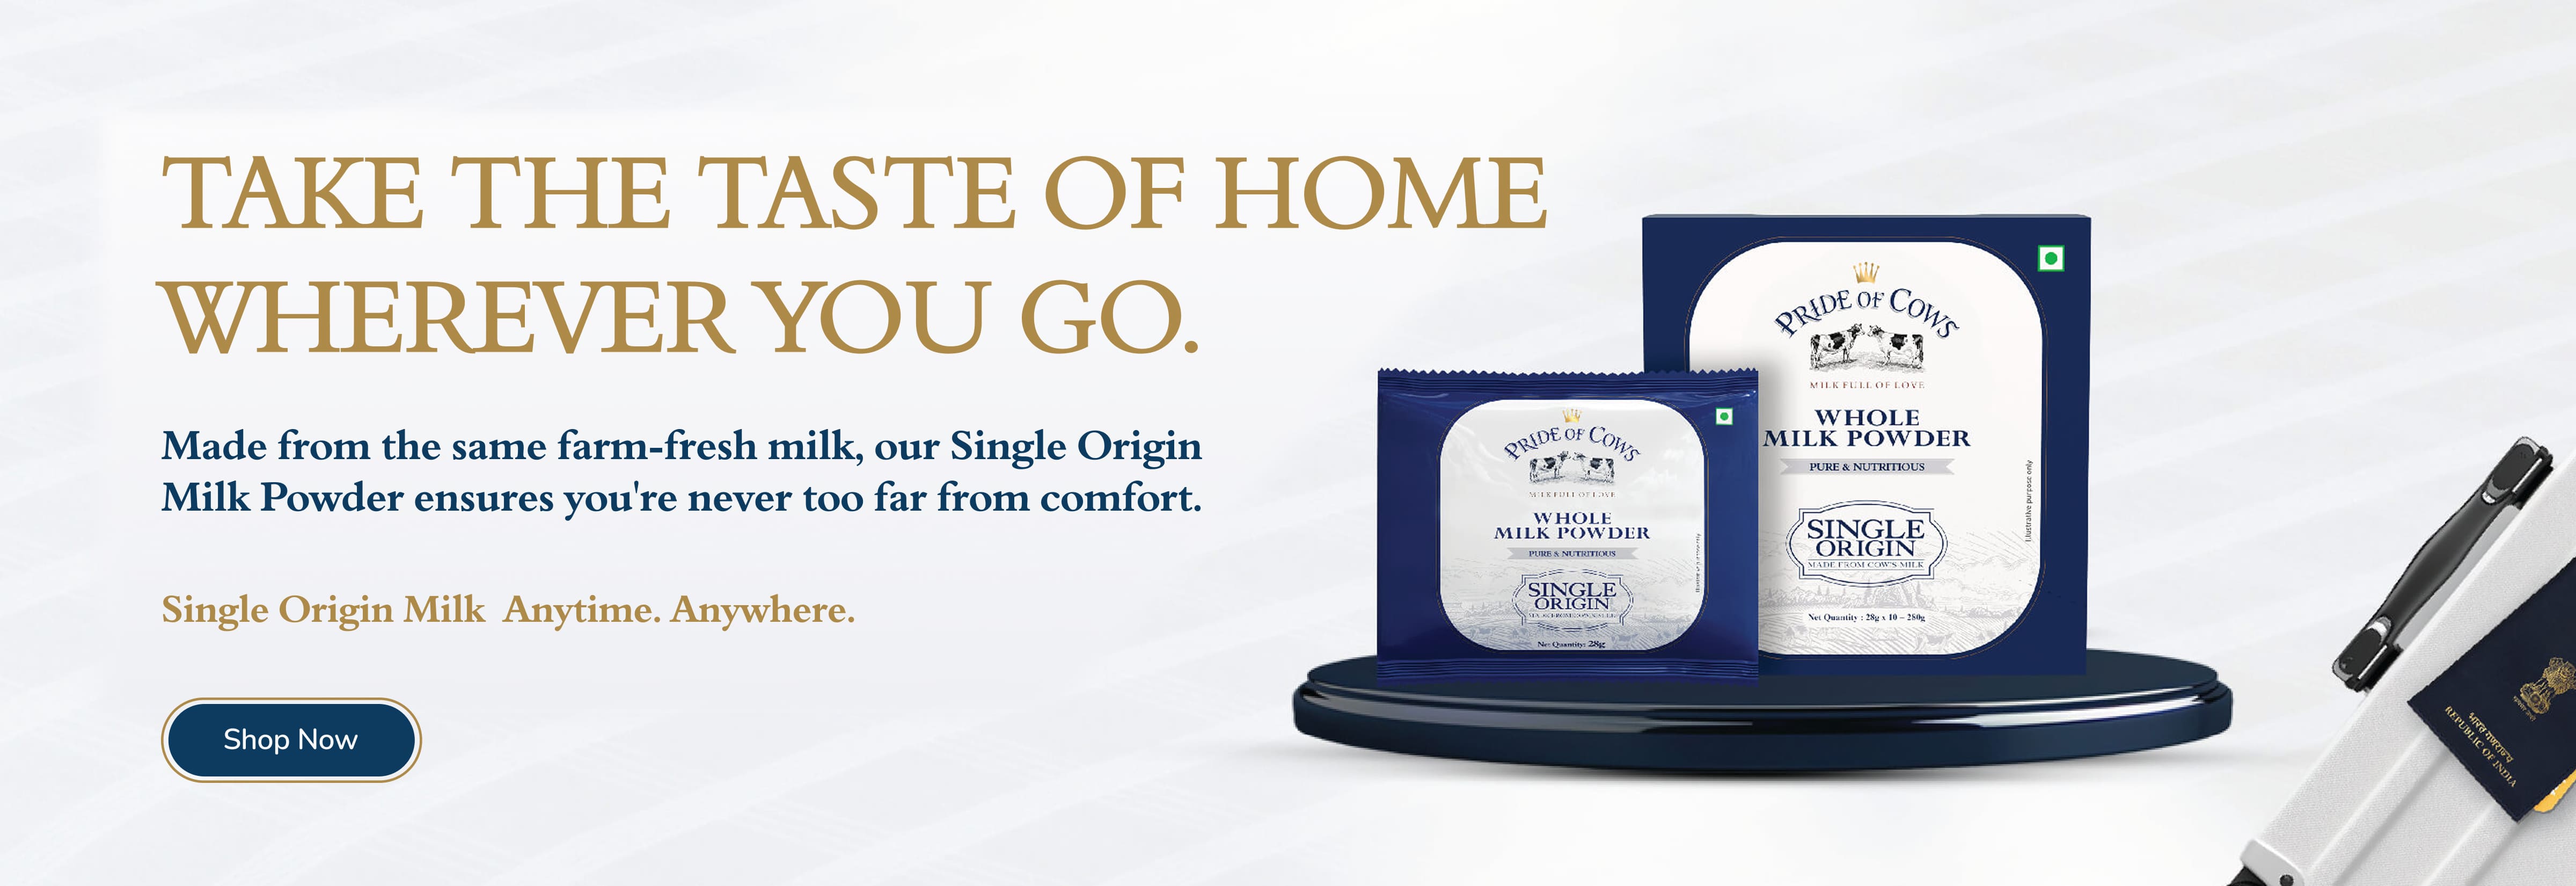 TAKE THE TASTE OF HOME
WHEREVER YOU GO.
Made from the same farm-fresh milk, our Single Origin
Milk Powder ensures you're never too far from comfort.
Single Origin Milk  Anytime. Anywhere.
Shop Now
PRIDE OF COWS
MILK FULL OF LOVE
WHOLE
MILK POWDER
PURE & NUTRITIOUS
SINGLE
ORIGIN
Net Quantity: 28g
PRIDE OF COWS
MILK FULL OF LOVE
WHOLE
MILK POWDER
PURE & NUTRITIOUS
SINGLE
ORIGIN
MADE FROM COW'S MILK
Net Quantity : 28g x 10 – 280g
Illustrative purpose only
भारत गणराज्य
REPUBLIC OF INDIA